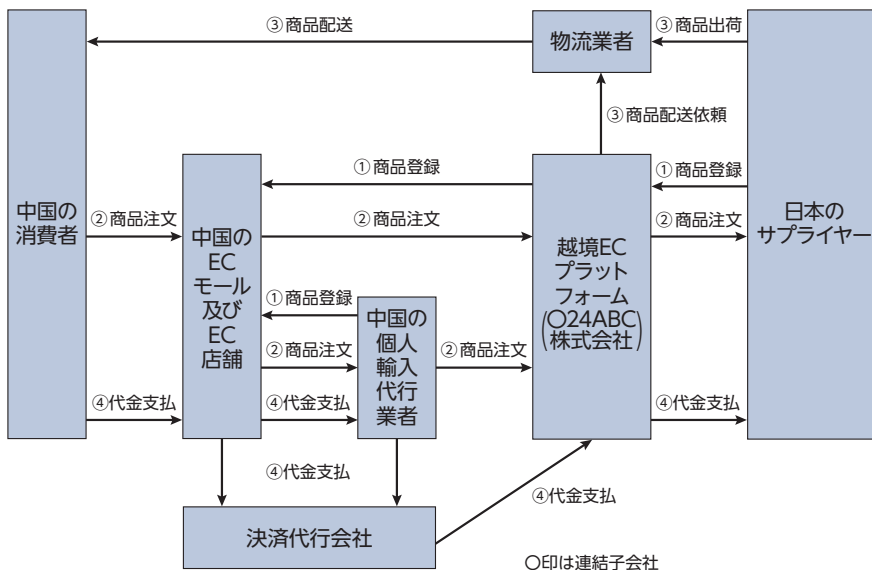 ③商品配送
物流業者
③商品出荷
③商品配送依頼
中国の
消費者
②商品注文
④代金支払
中国の
EC
モール
及び
EC
店舗
①商品登録
②商品注文
①商品登録
②商品注文
④代金支払
中国の
個人
輸入
代行
業者
②商品注文
越境EC
プラット
フォーム
(〇24ABC
株式会社)
①商品登録
②商品注文
④代金支払
日本の
サプライヤー
④代金支払
④代金支払
決済代行会社
〇印は連結子会社